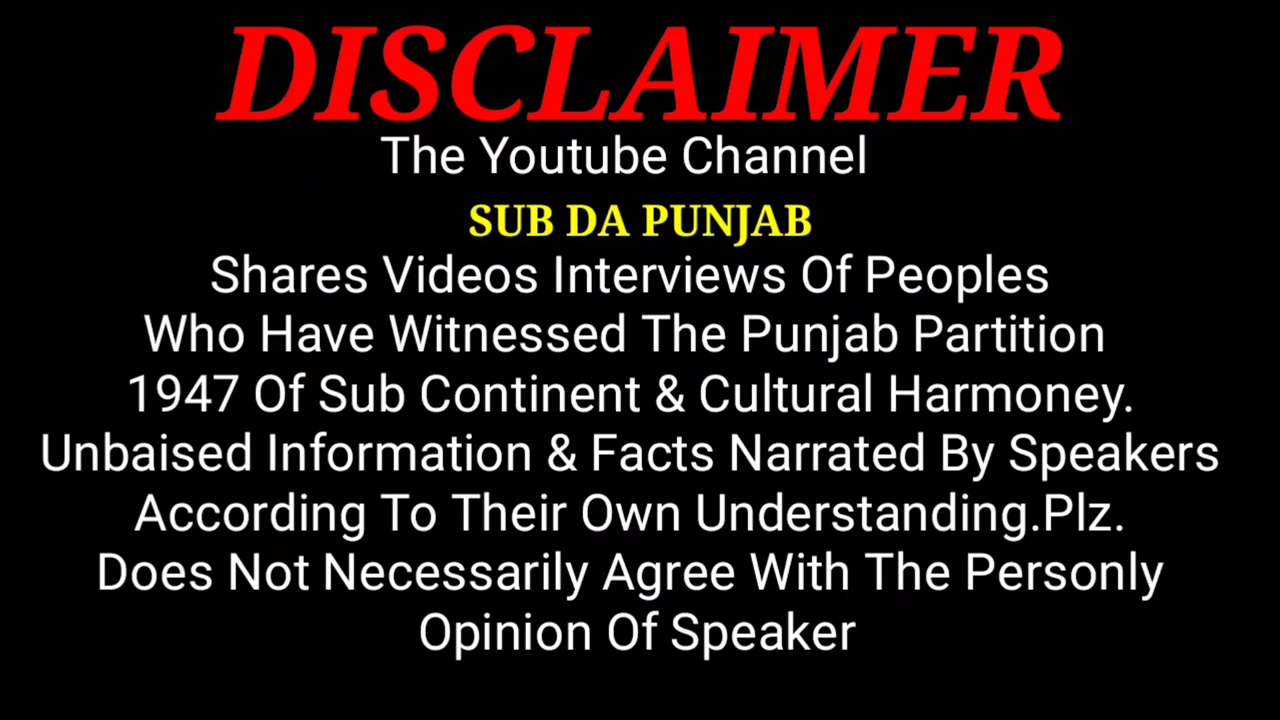 DISCLAIMER
The Youtube Channel
SUB DA PUNJAB
Shares Videos Interviews Of Peoples
Who Have Witnessed The Punjab Partition
1947 Of Sub Continent & Cultural Harmoney.
Unbaised Information & Facts Narrated By Speakers
According To Their Own Understanding.Plz.
Does Not Necessarily Agree With The Personly
Opinion Of Speaker